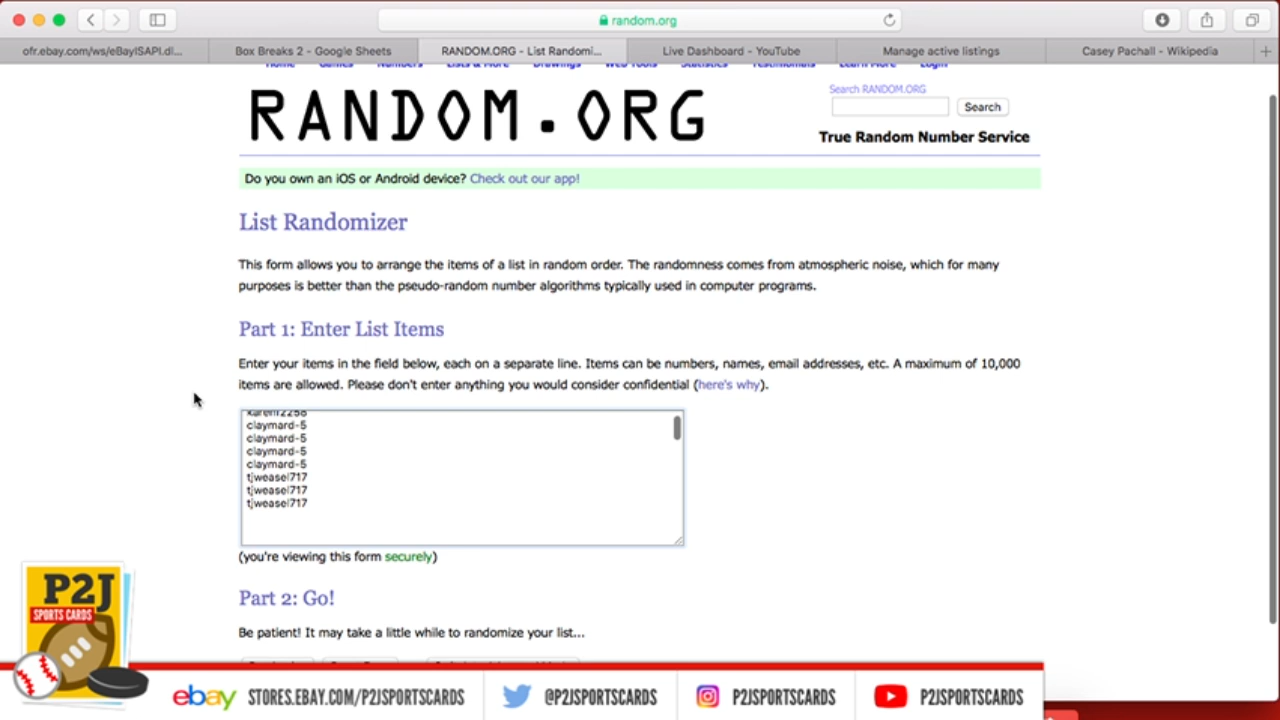 random.org
ofr.ebay.com/ws/eBayISAPI.dl...
Box Breaks 2 - Google Sheets
RANDOM.ORG - List Randomi...
Live Dashboard - YouTube
Manage active listings
Casey Pachall - Wikipedia
Home Games Numbers Lists & More Drawings Web Tools Statistics Testimonials Learn More Login
RANDOM.ORG
Search RANDOM.ORG
Search
True Random Number Service
Do you own an iOS or Android device? Check out our app!
List Randomizer
This form allows you to arrange the items of a list in random order. The randomness comes from atmospheric noise, which for many
purposes is better than the pseudo-random number algorithms typically used in computer programs.
Part 1: Enter List Items
Enter your items in the field below, each on a separate line. Items can be numbers, names, email addresses, etc. A maximum of 10,000
items are allowed. Please don't enter anything you would consider confidential (here's why).
claymard-5
claymard-5
claymard-5
claymard-5
tjweasel717
tjweasel717
tjweasel717
(you're viewing this form securely)
Part 2: Go!
Be patient! It may take a little while to randomize your list...
P2J
SPORTS CARDS
ebay STORES.EBAY.COM/P2JSPORTSCARDS
@P2JSPORTSCARDS
P2JSPORTSCARDS
P2JSPORTSCARDS